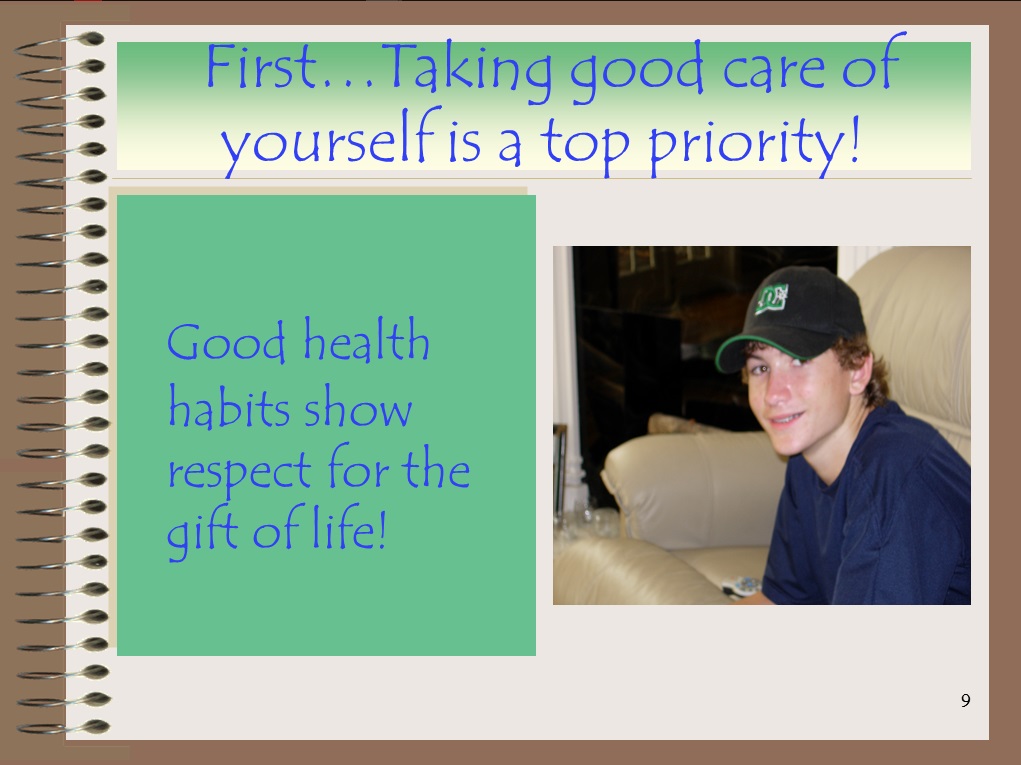 First...Taking good care of
yourself is a top priority!
Good health
habits show
respect for the
gift of life!
9